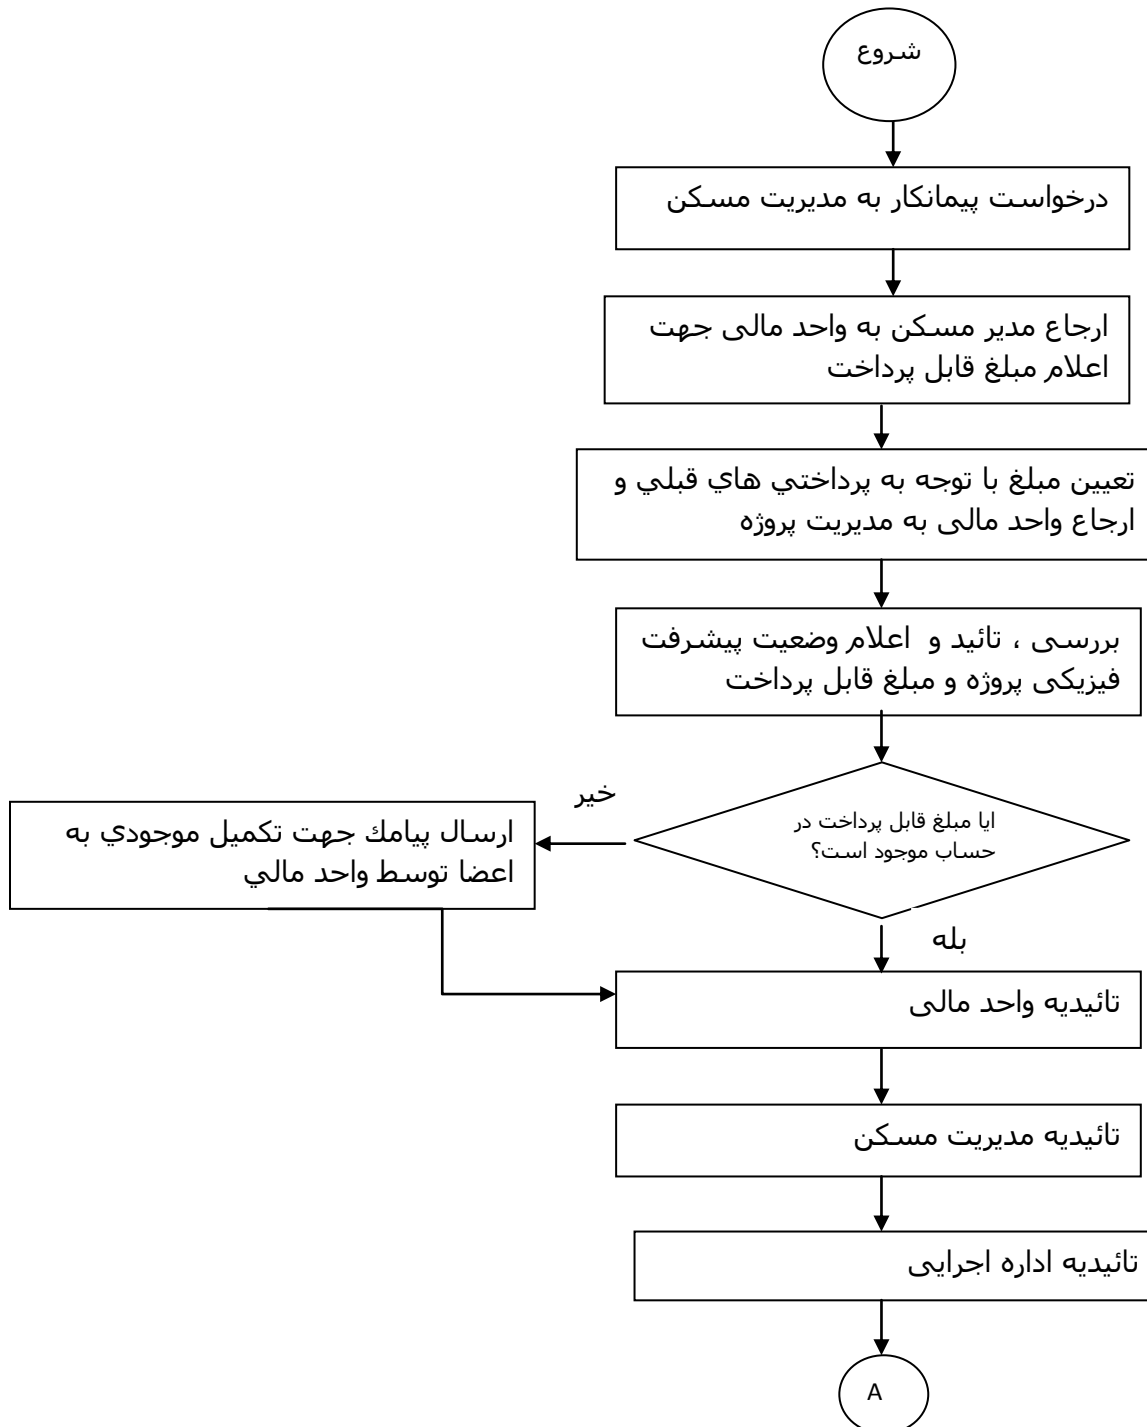 شروع
درخواست پیمانکار به مدیریت مسکن
ارجاع مدیر مسکن به واحد مالی جهت
اعلام مبلغ قابل پرداخت
تعیین مبلغ با توجه به پرداختي هاي قبلي و
ارجاع واحد مالی به مدیریت پروژه
بررسی ، تائید و اعلام وضعیت پیشرفت
فیزیکی پروژه و مبلغ قابل پرداخت
ایا مبلغ قابل پرداخت در
حساب موجود است؟
خیر
ارسال پيامك جهت تكميل موجودي به
اعضا توسط واحد مالي
بله
تائیدیه واحد مالی
تائیدیه مدیریت مسکن
تائیدیه اداره اجرایی
A